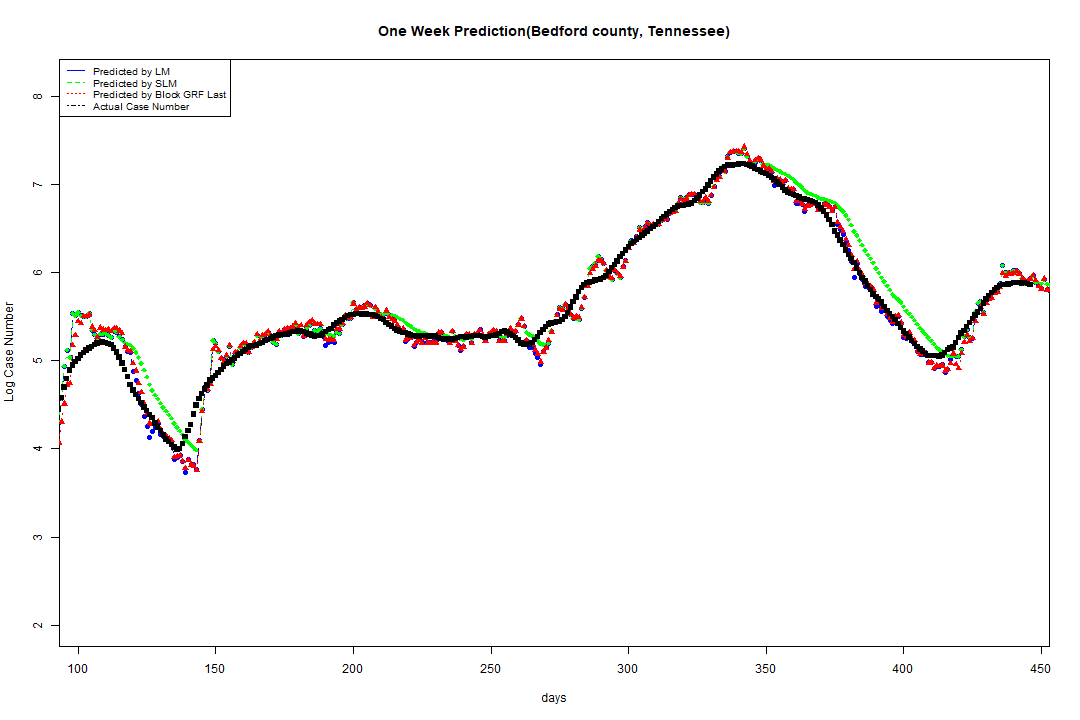 One Week Prediction(Bedford county, Tennessee)
Predicted by LM
Predicted by SLM
Predicted by Block GRF Last
Actual Case Number
8
7
6
5
4
3
2
Log Case Number
100 150 200 250 300 350 400 450
days